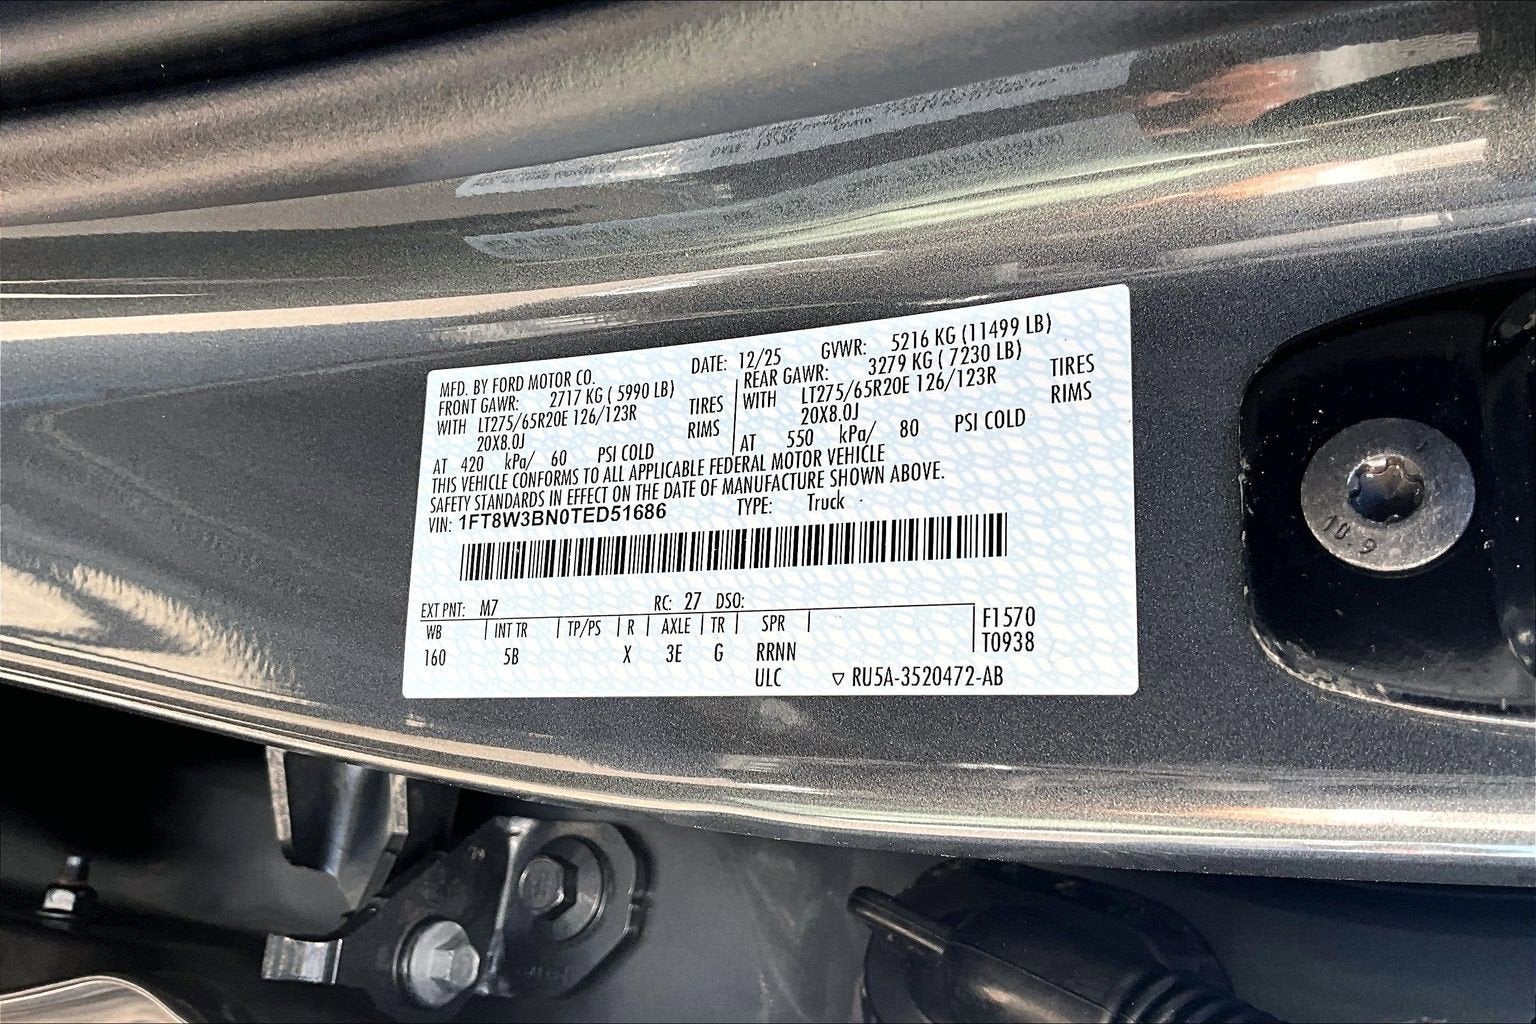 MFD. BY FORD MOTOR CO. DATE: 12/25 GVWR: 5216 KG (11499 LB)
FRONT GAWR: 2717 KG ( 5990 LB) REAR GAWR: 3279 KG ( 7230 LB)
WITH LT275/65R20E 126/123R TIRES WITH LT275/65R20E 126/123R TIRES
20X8.0J RIMS 20X8.0J RIMS
AT 420 kPa/ 60 PSI COLD AT 550 kPa/ 80 PSI COLD
THIS VEHICLE CONFORMS TO ALL APPLICABLE FEDERAL MOTOR VEHICLE
SAFETY STANDARDS IN EFFECT ON THE DATE OF MANUFACTURE SHOWN ABOVE.
VIN: 1FT8W3BN0TED51686 TYPE: Truck
EXT PNT: M7 RC: 27 DSO:
WB INT TR TP/PS R AXLE TR SPR F1570
160 5B X 3E G RRNN T0938
ULC ▽ RU5A-3520472-AB
10.9